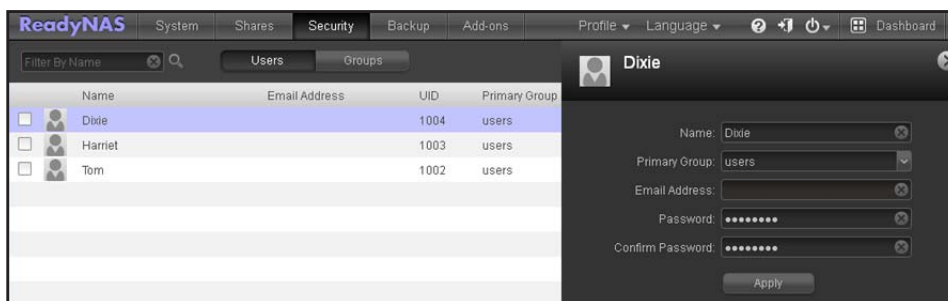 ReadyNAS System Shares Security Backup Add-ons Profile Language Dashboard
Filter By Name Users Groups
Name Email Address UID Primary Group
Dixie 1004 users
Harriet 1003 users
Tom 1002 users
Dixie
Name: Dixie
Primary Group: users
Email Address:
Password: ••••••••
Confirm Password: ••••••••
Apply